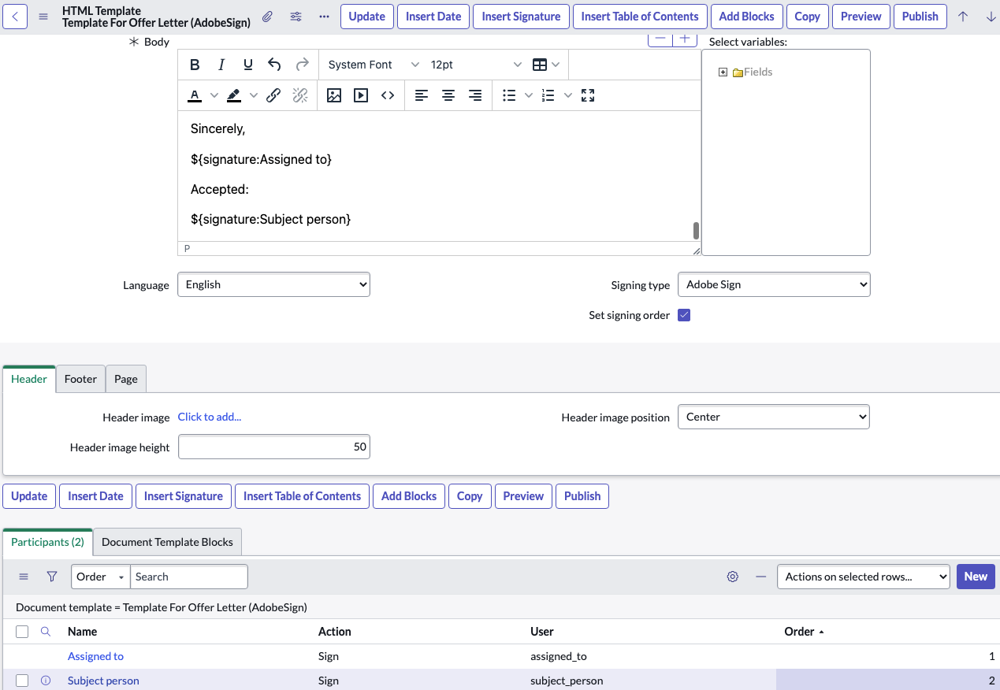 HTML Template
Template For Offer Letter (AdobeSign)
Update Insert Date Insert Signature Insert Table of Contents Add Blocks Copy Preview Publish
Body
Select variables:
B I U System Font 12pt
Fields
A
Sincerely,
${signature:Assigned to}
Accepted:
${signature:Subject person}
P
Language English
Signing type Adobe Sign
Set signing order
Header Footer Page
Header image Click to add...
Header image position Center
Header image height 50
Update Insert Date Insert Signature Insert Table of Contents Add Blocks Copy Preview Publish
Participants (2) Document Template Blocks
Order Search Actions on selected rows... New
Document template = Template For Offer Letter (AdobeSign)
Name Action User Order
Assigned to Sign assigned_to 1
Subject person Sign subject_person 2